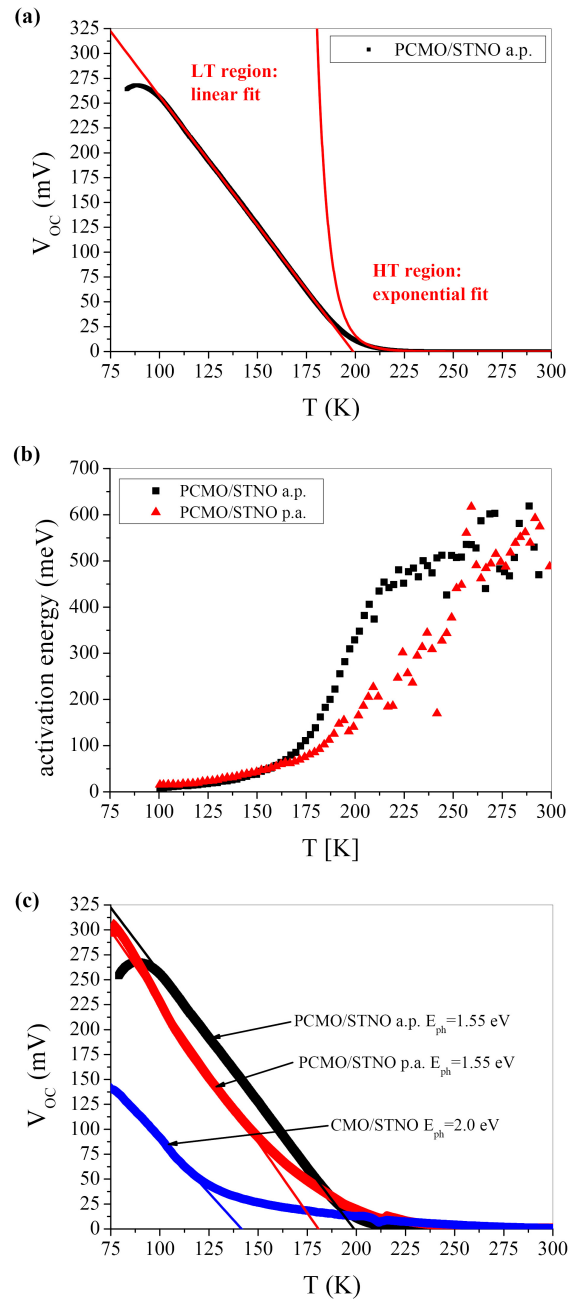 (a)
325
300
275
250
225
200
175
150
125
100
75
50
25
0
V_OC (mV)
PCMO/STNO a.p.
LT region:
linear fit
HT region:
exponential fit
75 100 125 150 175 200 225 250 275 300
T (K)
(b)
700
600
500
400
300
200
100
0
activation energy (meV)
PCMO/STNO a.p.
PCMO/STNO p.a.
75 100 125 150 175 200 225 250 275 300
T [K]
(c)
325
300
275
250
225
200
175
150
125
100
75
50
25
0
V_OC (mV)
PCMO/STNO a.p. E_ph=1.55 eV
PCMO/STNO p.a. E_ph=1.55 eV
CMO/STNO E_ph=2.0 eV
75 100 125 150 175 200 225 250 275 300
T (K)